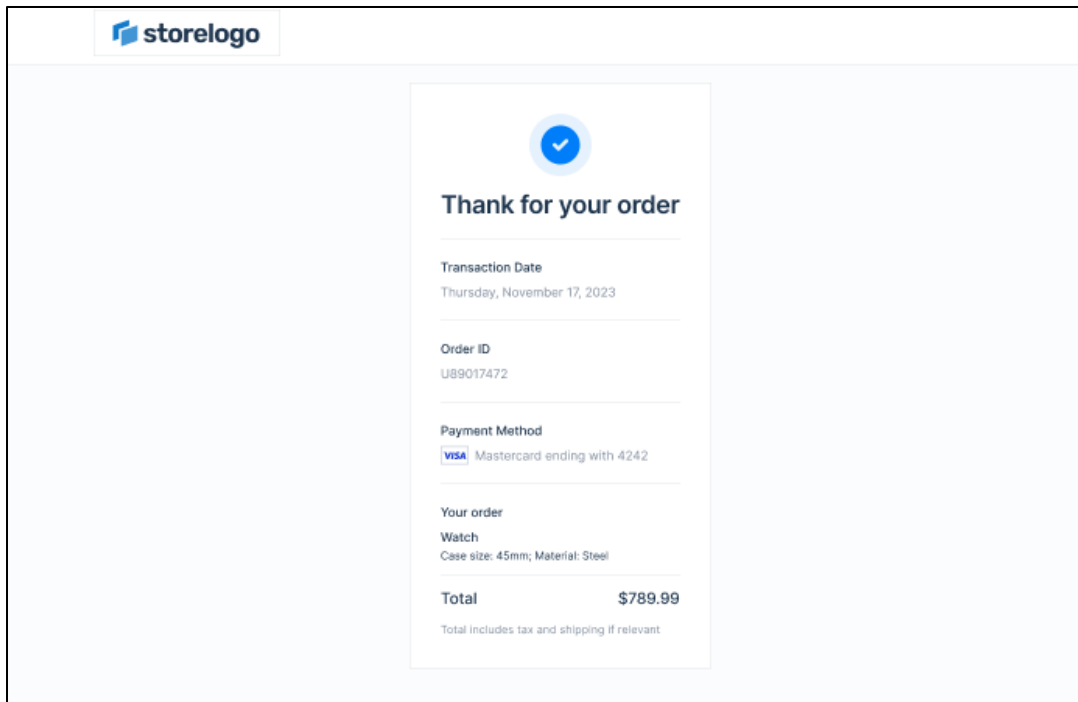 storelogo
Thank for your order
Transaction Date
Thursday, November 17, 2023
Order ID
U89017472
Payment Method
VISA Mastercard ending with 4242
Your order
Watch
Case size: 45mm; Material: Steel
Total $789.99
Total includes tax and shipping if relevant